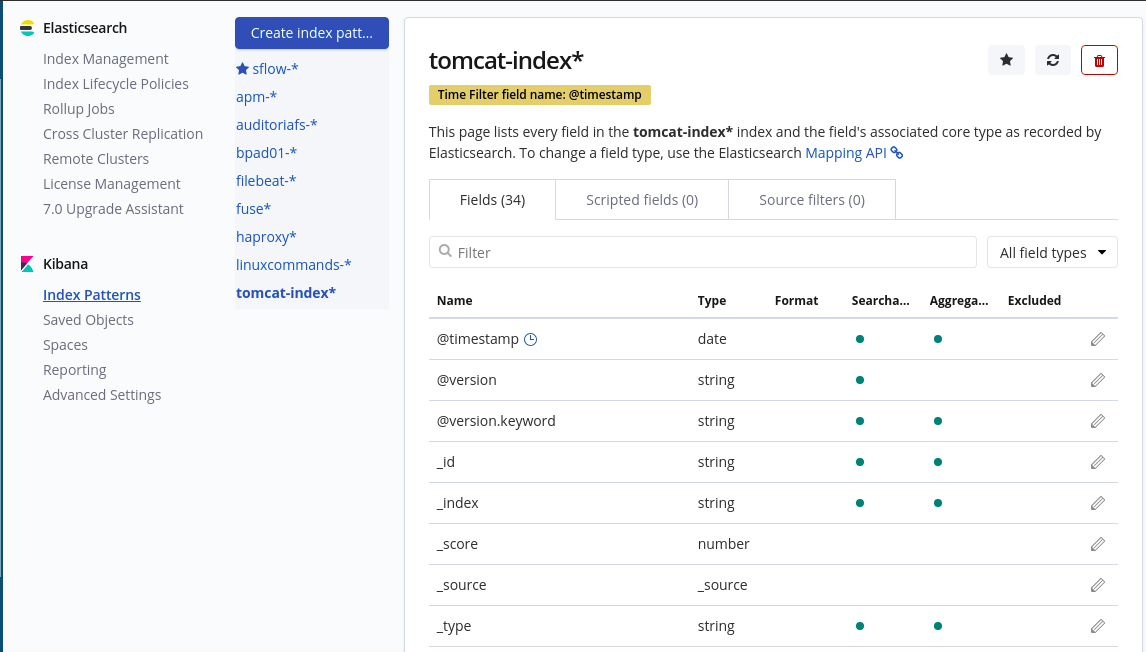 Elasticsearch
Index Management
Index Lifecycle Policies
Rollup Jobs
Cross Cluster Replication
Remote Clusters
License Management
7.0 Upgrade Assistant
Kibana
Index Patterns
Saved Objects
Spaces
Reporting
Advanced Settings
Create index patt...
sflow-*
apm-*
auditoriafs-*
bpad01-*
filebeat-*
fuse*
haproxy*
linuxcommands-*
tomcat-index*
tomcat-index*
Time Filter field name: @timestamp
This page lists every field in the tomcat-index* index and the field's associated core type as recorded by
Elasticsearch. To change a field type, use the Elasticsearch Mapping API
Fields (34) Scripted fields (0) Source filters (0)
Filter All field types
Name Type Format Searcha... Aggrega... Excluded
@timestamp date
@version string
@version.keyword string
_id string
_index string
_score number
_source _source
_type string